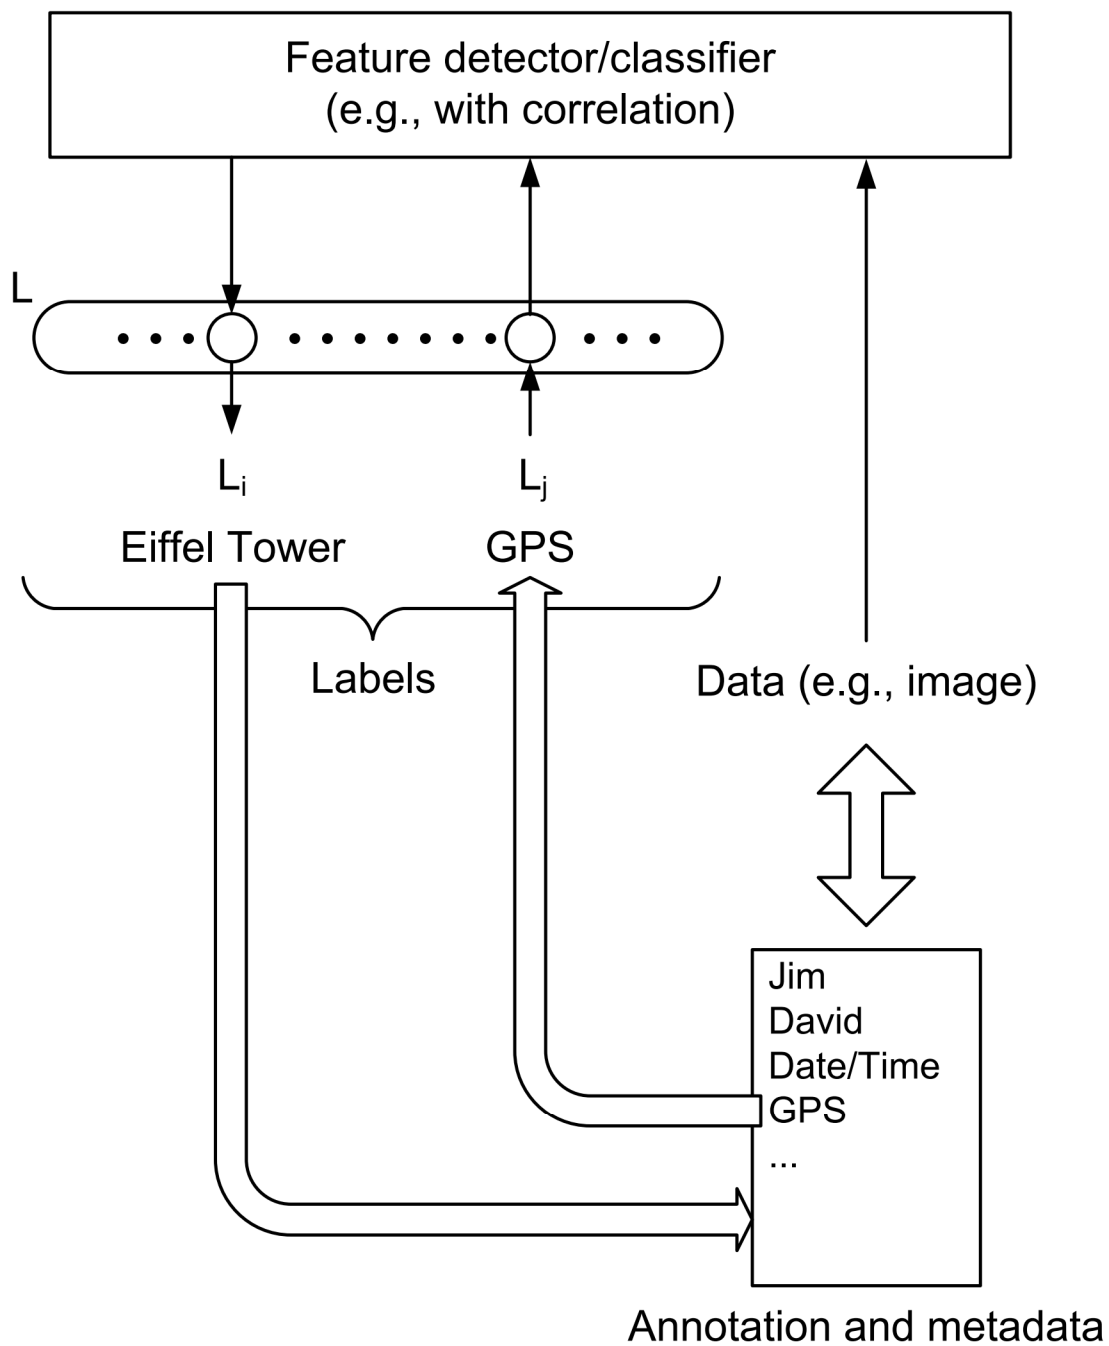 Feature detector/classifier
(e.g., with correlation)
L
Li
Lj
Eiffel Tower
GPS
Labels
Data (e.g., image)
Jim
David
Date/Time
GPS
...
Annotation and metadata